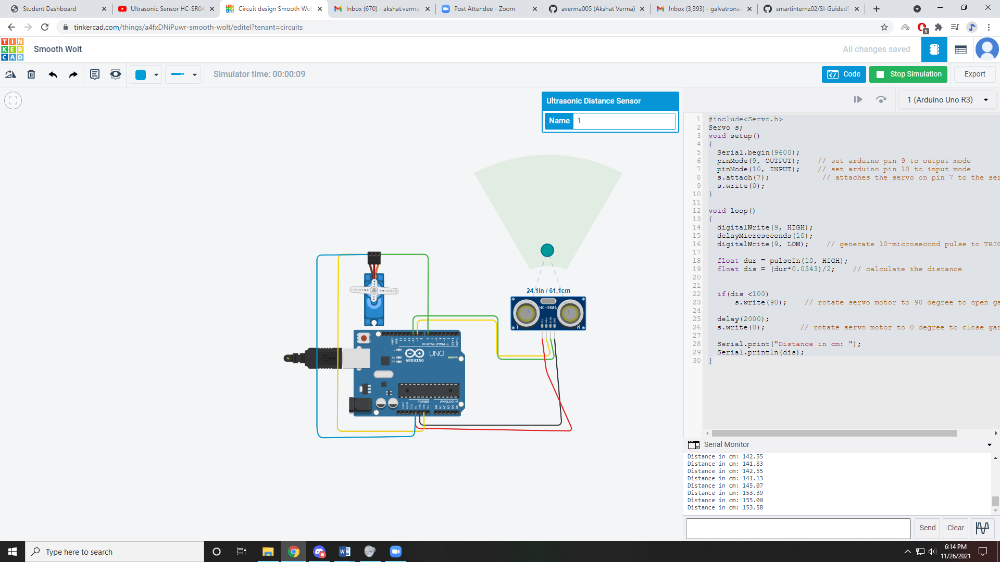 Student Dashboard
Ultrasonic Sensor HC-SR04
Circuit design Smooth Wol
Inbox (670) - akshat.verma.
Post Attendee - Zoom
averma005 (Akshat Verma)
Inbox (3,393) - galvatrona.
smartinternz02/SI-GuidedP
tinkercad.com/things/a4fxDNiPuwr-smooth-wolt/editel?tenant=circuits
1
TIN
KER
CAD
Smooth Wolt
All changes saved
Simulator time: 00:00:09
Code
Stop Simulation
Export
Ultrasonic Distance Sensor
Name 1
1 (Arduino Uno R3)
1 #include<Servo.h>
2 Servo s;
3 void setup()
4 {
5 Serial.begin(9600);
6 pinMode(9, OUTPUT); // set arduino pin 9 to output mode
7 pinMode(10, INPUT); // set arduino pin 10 to input mode
8 s.attach(7); // attaches the servo on pin 7 to the ser
9 s.write(0);
10 }
11
12 void loop()
13 {
14 digitalWrite(9, HIGH);
15 delayMicroseconds(10);
16 digitalWrite(9, LOW); // generate 10-microsecond pulse to TRIG
17
18 float dur = pulseIn(10, HIGH);
19 float dis = (dur*0.0343)/2; // calculate the distance
20
21
22 if(dis <100)
23 s.write(90); // rotate servo motor to 90 degree to open ga
24
25 delay(2000);
26 s.write(0); // rotate servo motor to 0 degree to close gar
27
28 Serial.print("Distance in cm: ");
29 Serial.println(dis);
30 }
24.1in / 61.1cm
HC-SR04
T R
DIGITAL (PWM~)
UNO
ARDUINO
L
TX
RX
ON
POWER
ANALOG IN
Serial Monitor
Distance in cm: 142.55
Distance in cm: 141.83
Distance in cm: 142.55
Distance in cm: 141.13
Distance in cm: 145.07
Distance in cm: 153.39
Distance in cm: 155.00
Distance in cm: 153.58
Send
Clear
Type here to search
6:14 PM
11/26/2021